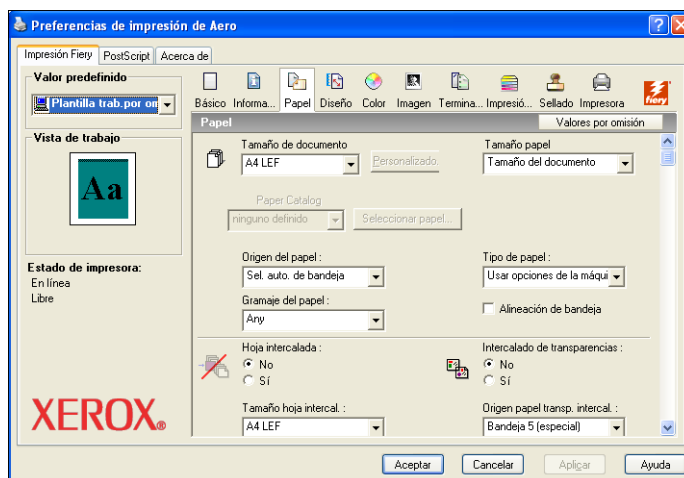 Preferencias de impresión de Aero
Impresión Fiery PostScript Acerca de
Valor predefinido
Plantilla trab.por om
Vista de trabajo
Aa
Estado de impresora:
En línea
Libre
XEROX®
Básico Informa... Papel Diseño Color Imagen Termina... Impresió... Sellado Impresora
fiery
Papel Valores por omisión
Tamaño de documento Tamaño papel
A4 LEF Personalizado. Tamaño del documento
Paper Catalog
ninguno definido Seleccionar papel...
Origen del papel : Tipo de papel :
Sel. auto. de bandeja Usar opciones de la máqui
Gramaje del papel : Alineación de bandeja
Any
Hoja intercalada : Intercalado de transparencias :
No No
Sí Sí
Tamaño hoja intercal. : Origen papel transp. intercal. :
A4 LEF Bandeja 5 (especial)
Aceptar Cancelar Aplicar Ayuda